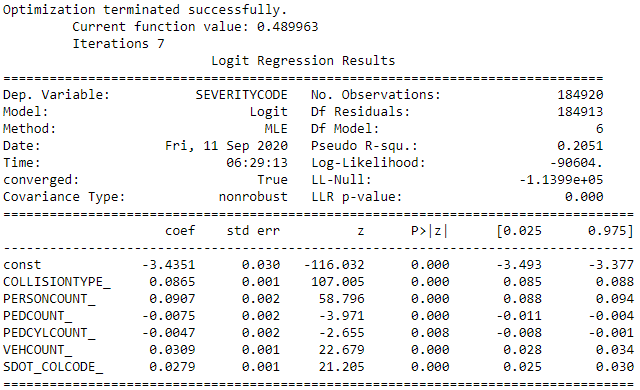 Optimization terminated successfully.
         Current function value: 0.489963
         Iterations 7
                           Logit Regression Results
==============================================================================
Dep. Variable:           SEVERITYCODE   No. Observations:               184920
Model:                          Logit   Df Residuals:                   184913
Method:                           MLE   Df Model:                            6
Date:                Fri, 11 Sep 2020   Pseudo R-squ.:                  0.2051
Time:                        06:29:13   Log-Likelihood:                -90604.
converged:                       True   LL-Null:                   -1.1399e+05
Covariance Type:            nonrobust   LLR p-value:                     0.000
==================================================================================
                     coef    std err          z      P>|z|      [0.025      0.975]
----------------------------------------------------------------------------------
const             -3.4351      0.030   -116.032      0.000      -3.493      -3.377
COLLISIONTYPE_     0.0865      0.001    107.005      0.000       0.085       0.088
PERSONCOUNT_       0.0907      0.002     58.796      0.000       0.088       0.094
PEDCOUNT_         -0.0075      0.002     -3.971      0.000      -0.011      -0.004
PEDCYLCOUNT_      -0.0047      0.002     -2.655      0.008      -0.008      -0.001
VEHCOUNT_          0.0309      0.001     22.679      0.000       0.028       0.034
SDOT_COLCODE_      0.0279      0.001     21.205      0.000       0.025       0.030
==================================================================================